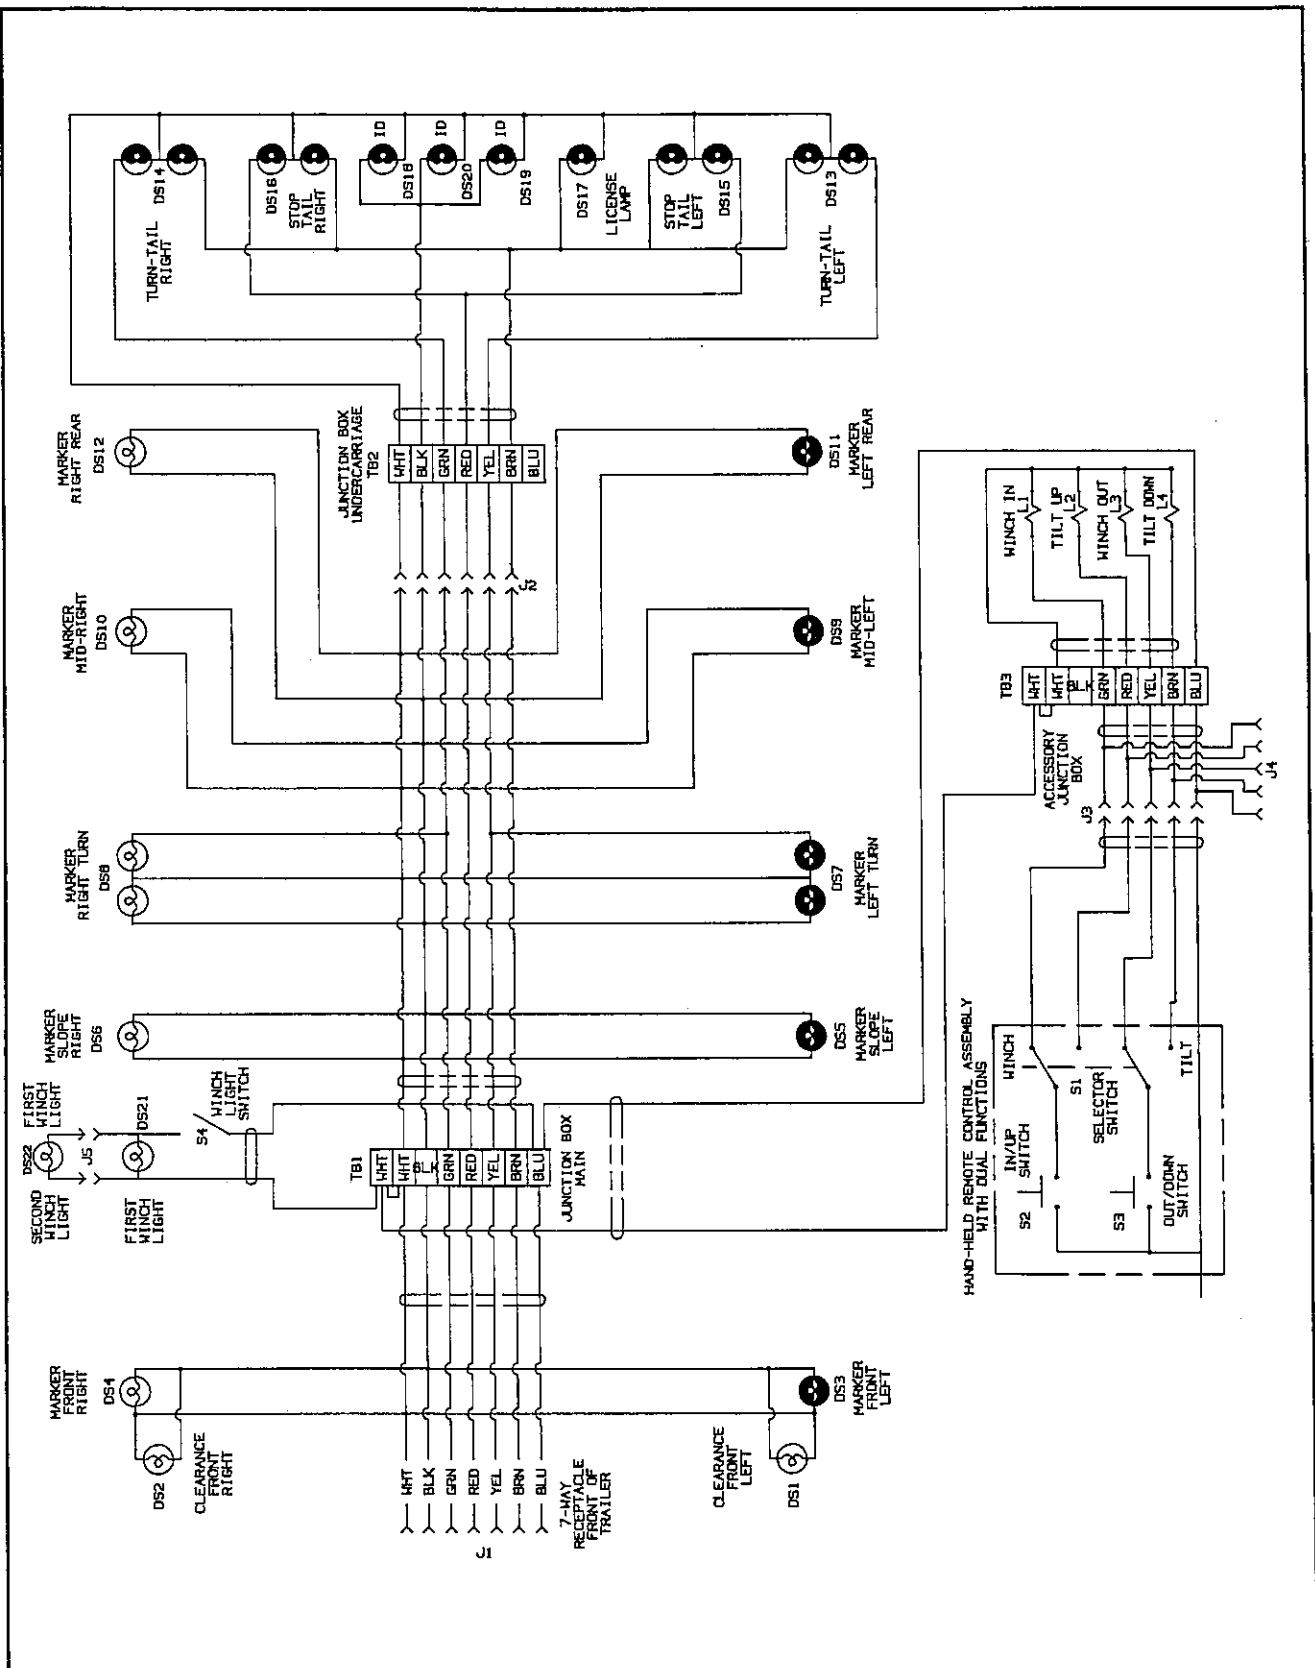 TURN-TAIL
RIGHT
DS14
DS16
STOP
TAIL
RIGHT
ID
DS18
ID
DS20
ID
DS19
DS17
LICENSE
LAMP
STOP
TAIL
LEFT
DS15
TURN-TAIL
LEFT
DS13
MARKER
RIGHT REAR
DS12
JUNCTION BOX
UNDERCARRIAGE
TB2
WHT
BLK
GRN
RED
YEL
BRN
BLU
DS11
MARKER
LEFT REAR
MARKER
MID-RIGHT
DS10
J2
DS9
MARKER
MID-LEFT
MARKER
RIGHT TURN
DS8
DS7
MARKER
LEFT TURN
MARKER
SLOPE
RIGHT
DS6
DS5
MARKER
SLOPE
LEFT
FIRST
WINCH
LIGHT
DS22
SECOND
WINCH
LIGHT
J5
DS21
FIRST
WINCH
LIGHT
S4
WINCH
LIGHT
SWITCH
TB1
WHT
WHT
BLK
GRN
RED
YEL
BRN
BLU
JUNCTION BOX
MAIN
MARKER
FRONT
RIGHT
DS4
DS2
CLEARANCE
FRONT
RIGHT
WHT
BLK
GRN
RED
YEL
BRN
BLU
J1
7-WAY
RECEPTACLE
FRONT OF
TRAILER
CLEARANCE
FRONT
LEFT
DS1
DS3
MARKER
FRONT
LEFT
WINCH IN
L1
TILT UP
L2
WINCH OUT
L3
TILT DOWN
L4
TB3
WHT
WHT
BLK
GRN
RED
YEL
BRN
BLU
ACCESSORY
JUNCTION
BOX
J3
J4
HAND-HELD REMOTE CONTROL ASSEMBLY
WITH DUAL FUNCTIONS
WINCH
S1
SELECTOR
SWITCH
TILT
IN/UP
SWITCH
S2
S3
OUT/DOWN
SWITCH